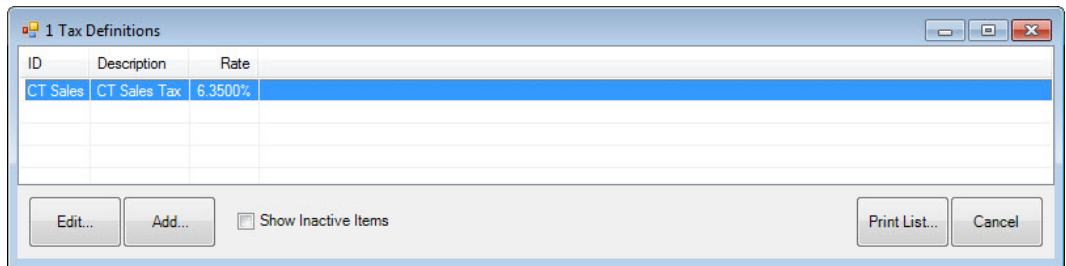 1 Tax Definitions
ID Description Rate
CT Sales CT Sales Tax 6.3500%
Edit... Add... Show Inactive Items Print List... Cancel